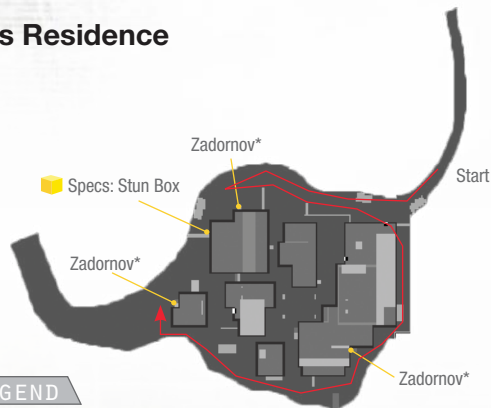 s Residence
Zadornov*
Start
Specs: Stun Box
Zadornov*
Zadornov*
GEND